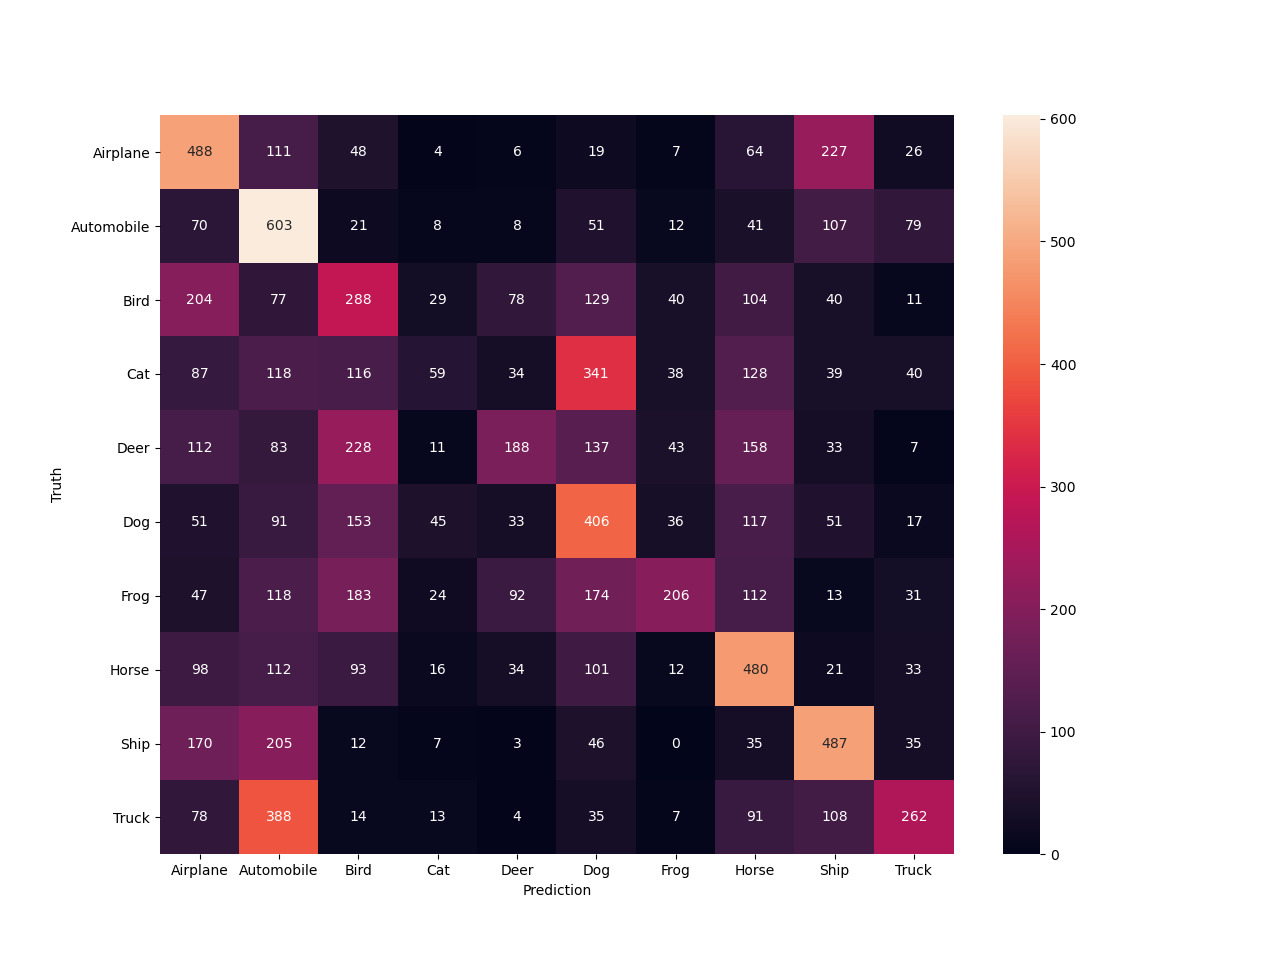 Airplane 488 111 48 4 6 19 7 64 227 26
Automobile 70 603 21 8 8 51 12 41 107 79
Bird 204 77 288 29 78 129 40 104 40 11
Cat 87 118 116 59 34 341 38 128 39 40
Deer 112 83 228 11 188 137 43 158 33 7
Dog 51 91 153 45 33 406 36 117 51 17
Frog 47 118 183 24 92 174 206 112 13 31
Horse 98 112 93 16 34 101 12 480 21 33
Ship 170 205 12 7 3 46 0 35 487 35
Truck 78 388 14 13 4 35 7 91 108 262
Truth
Airplane Automobile Bird Cat Deer Dog Frog Horse Ship Truck
Prediction
600
500
400
300
200
100
0